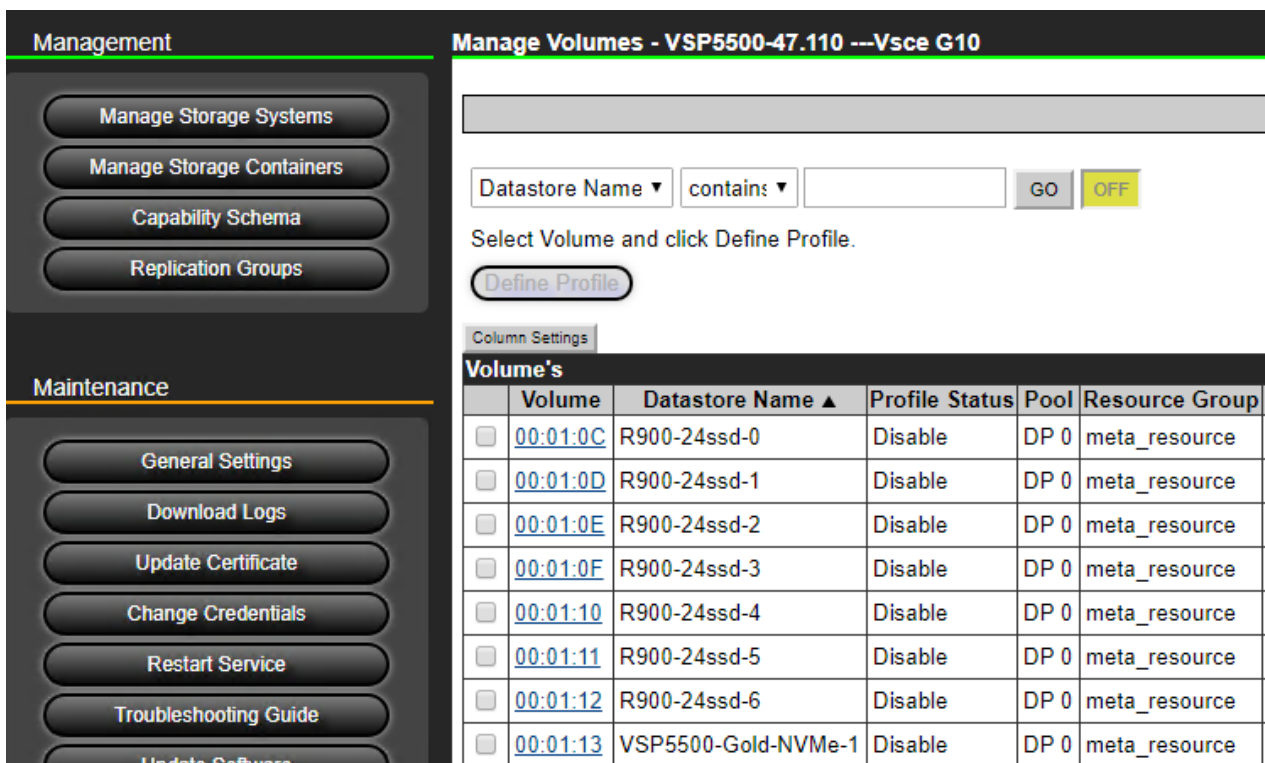 Management
Manage Storage Systems
Manage Storage Containers
Capability Schema
Replication Groups
Maintenance
General Settings
Download Logs
Update Certificate
Change Credentials
Restart Service
Troubleshooting Guide
Update Software
Manage Volumes - VSP5500-47.110 ---Vsce G10
Datastore Name ▼ contains ▼ GO OFF
Select Volume and click Define Profile.
Define Profile
Column Settings
Volume's
Volume Datastore Name ▲ Profile Status Pool Resource Group
00:01:0C R900-24ssd-0 Disable DP 0 meta_resource
00:01:0D R900-24ssd-1 Disable DP 0 meta_resource
00:01:0E R900-24ssd-2 Disable DP 0 meta_resource
00:01:0F R900-24ssd-3 Disable DP 0 meta_resource
00:01:10 R900-24ssd-4 Disable DP 0 meta_resource
00:01:11 R900-24ssd-5 Disable DP 0 meta_resource
00:01:12 R900-24ssd-6 Disable DP 0 meta_resource
00:01:13 VSP5500-Gold-NVMe-1 Disable DP 0 meta_resource